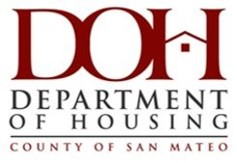 DOH
DEPARTMENT
OF HOUSING
COUNTY OF SAN MATEO